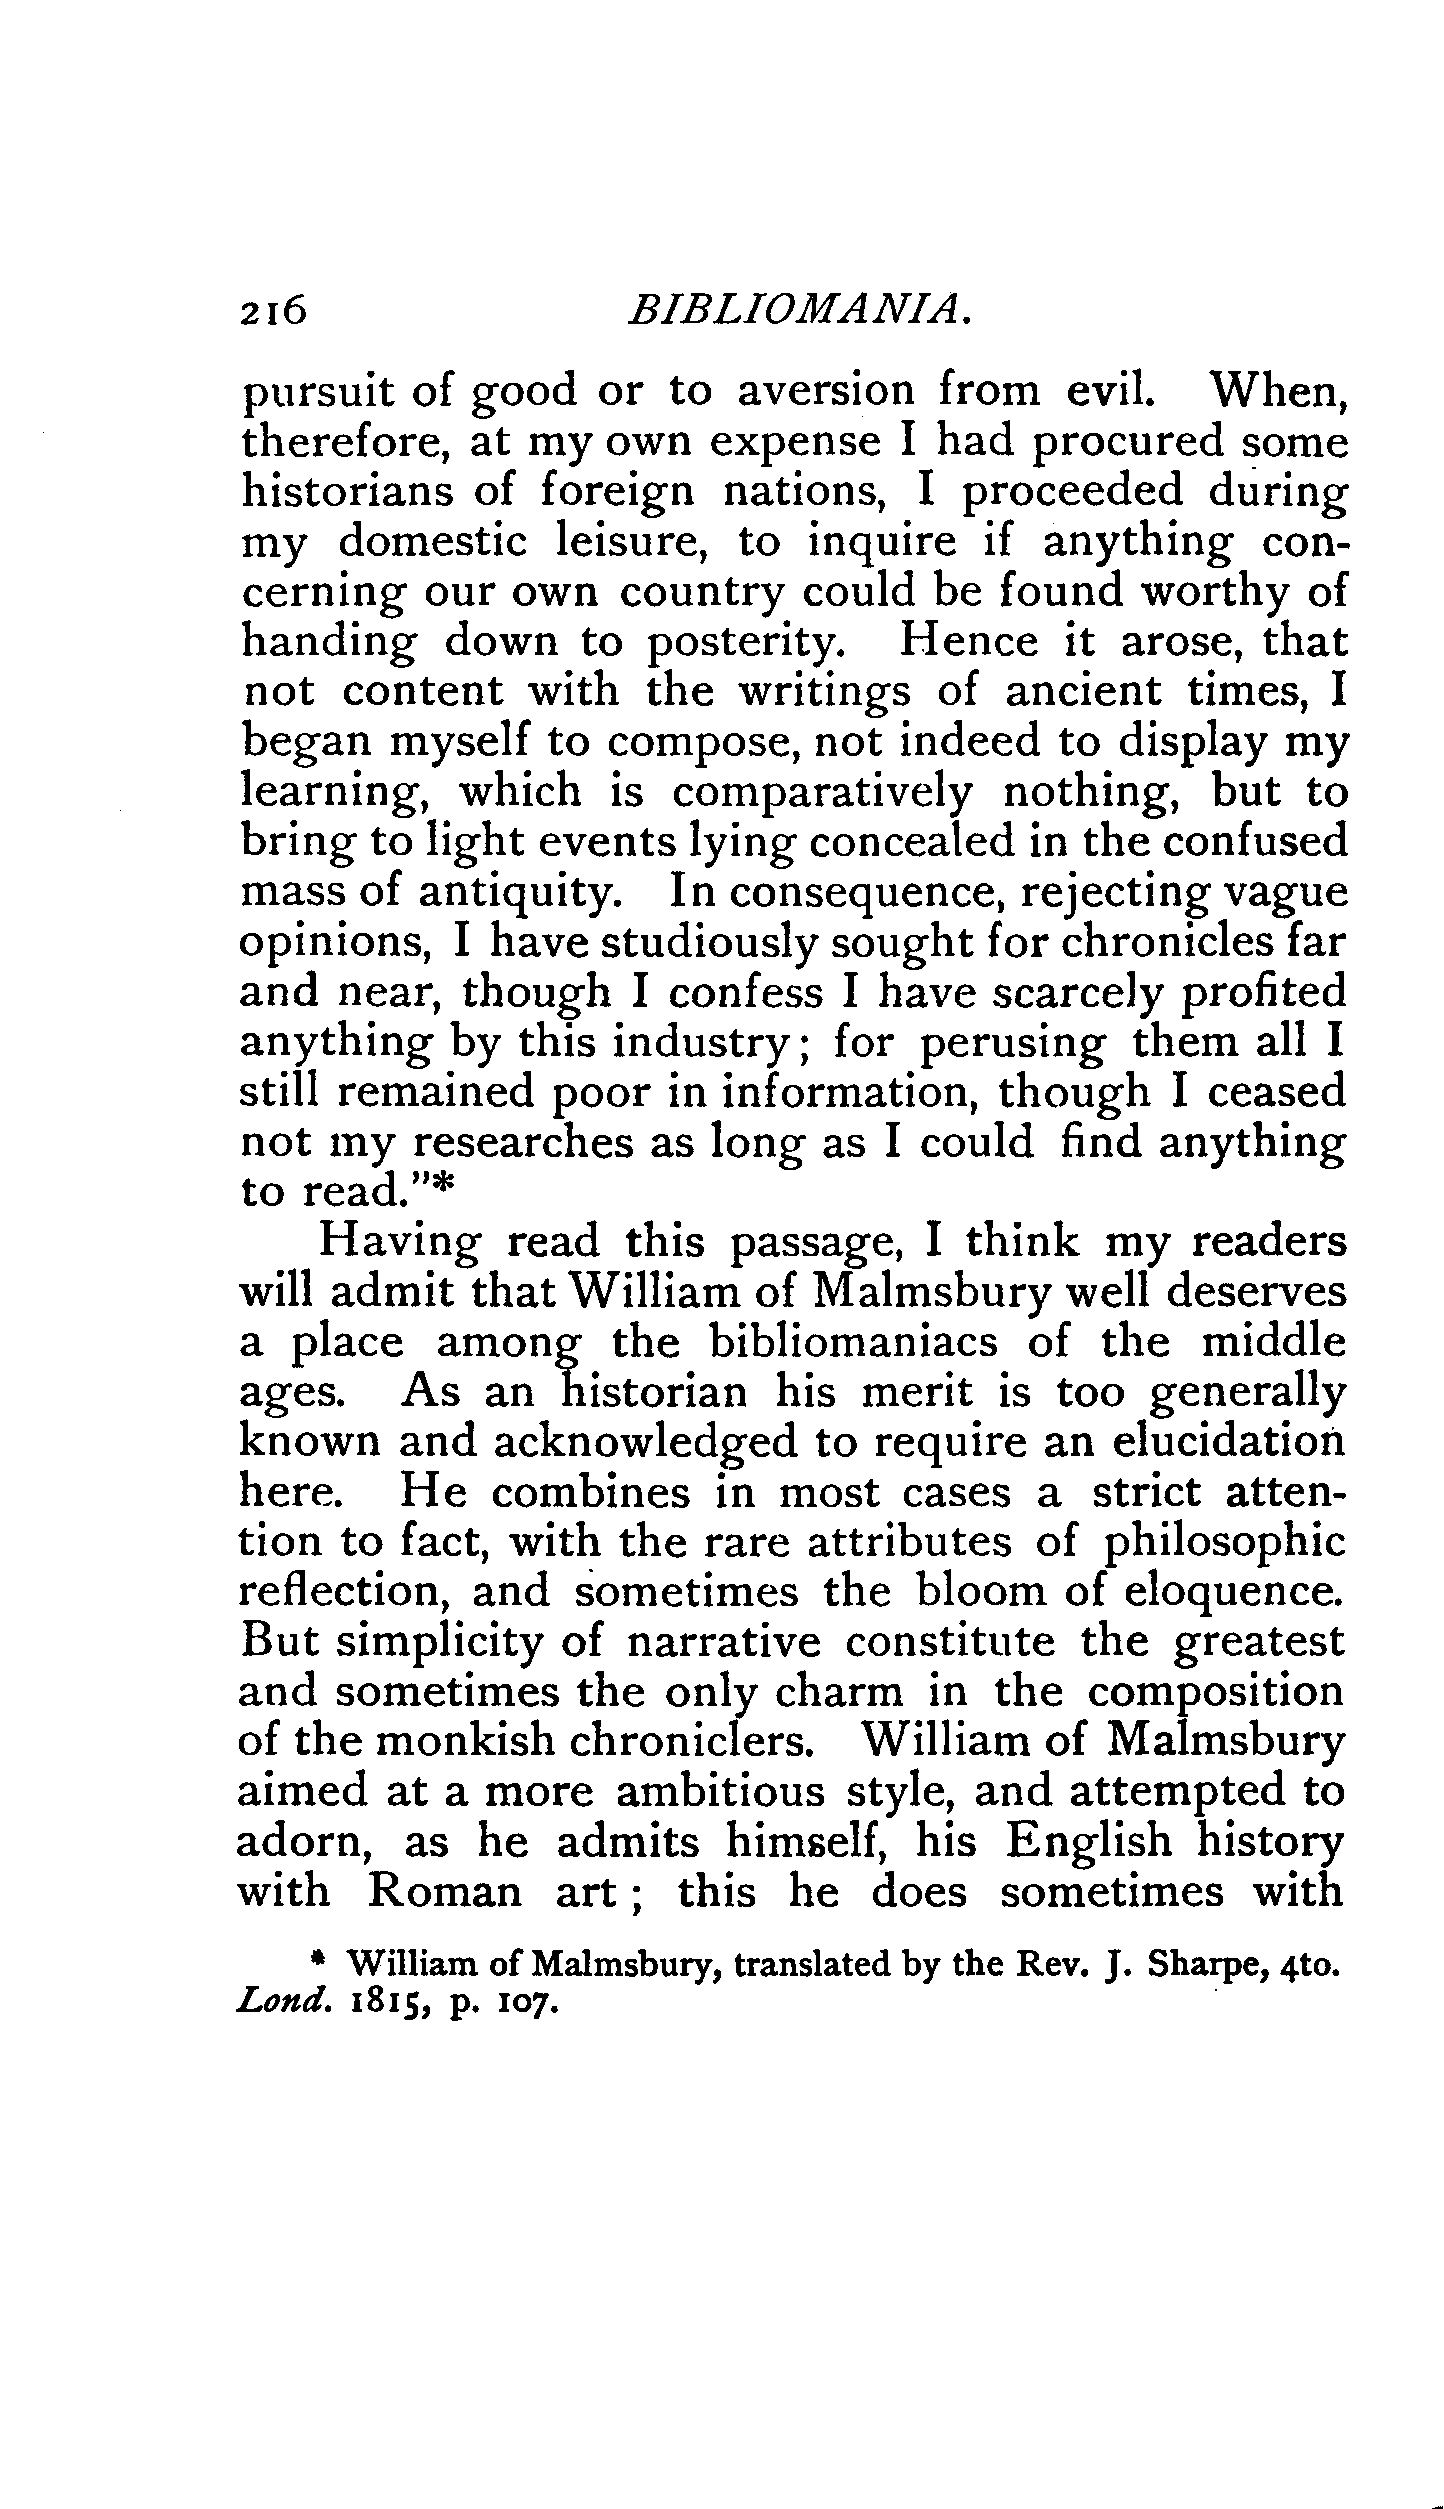 216 BIBLIOMANIA.
pursuit of good or to aversion from evil. When,
therefore, at my own expense I had procured some
historians of foreign nations, I proceeded during
my domestic leisure, to inquire if anything con-
cerning our own country could be found worthy of
handing down to posterity. Hence it arose, that
not content with the writings of ancient times, I
began myself to compose, not indeed to display my
learning, which is comparatively nothing, but to
bring to light events lying concealed in the confused
mass of antiquity. In consequence, rejecting vague
opinions, I have studiously sought for chronicles far
and near, though I confess I have scarcely profited
anything by this industry; for perusing them all I
still remained poor in information, though I ceased
not my researches as long as I could find anything
to read."*
Having read this passage, I think my readers
will admit that William of Malmsbury well deserves
a place among the bibliomaniacs of the middle
ages. As an historian his merit is too generally
known and acknowledged to require an elucidation
here. He combines in most cases a strict atten-
tion to fact, with the rare attributes of philosophic
reflection, and sometimes the bloom of eloquence.
But simplicity of narrative constitute the greatest
and sometimes the only charm in the composition
of the monkish chroniclers. William of Malmsbury
aimed at a more ambitious style, and attempted to
adorn, as he admits himself, his English history
with Roman art; this he does sometimes with
* William of Malmsbury, translated by the Rev. J. Sharpe, 4to.
Lond. 1815, p. 107.